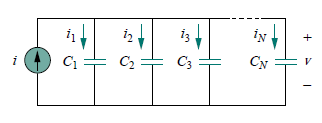 i₁ i₂ i₃ i_N +
i C₁ C₂ C₃ C_N v
−